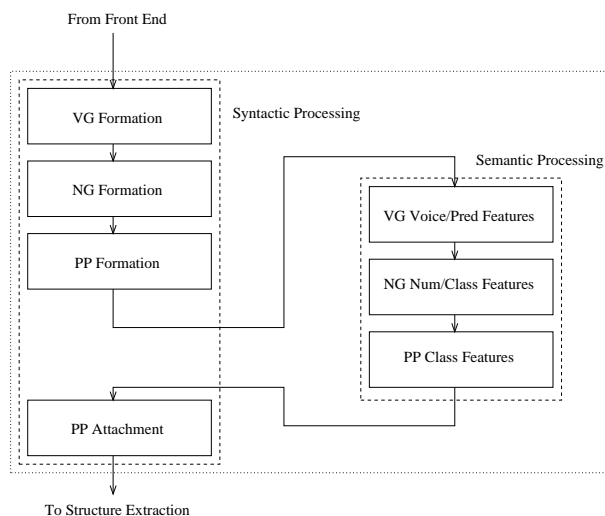 From Front End
Syntactic Processing
VG Formation
NG Formation
PP Formation
Semantic Processing
VG Voice/Pred Features
NG Num/Class Features
PP Class Features
PP Attachment
To Structure Extraction